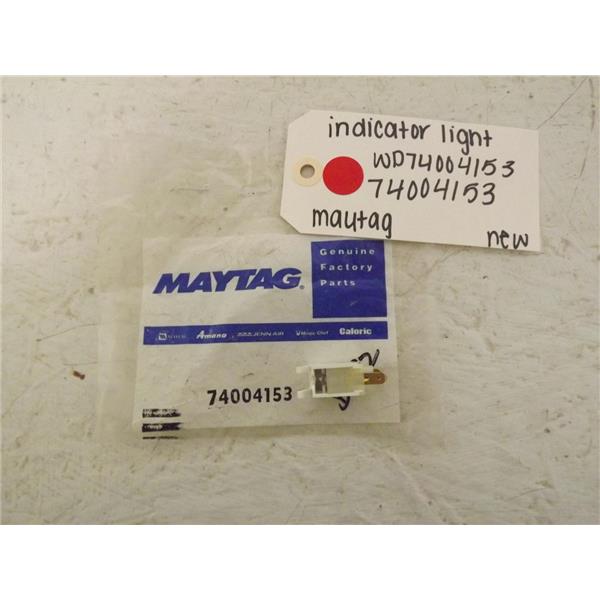 indicator light
WD74004153
74004153
maytag
new
MAYTAG®
Genuine
Factory
Parts
Amana JENN-AIR Magic Chef Caloric
74004153